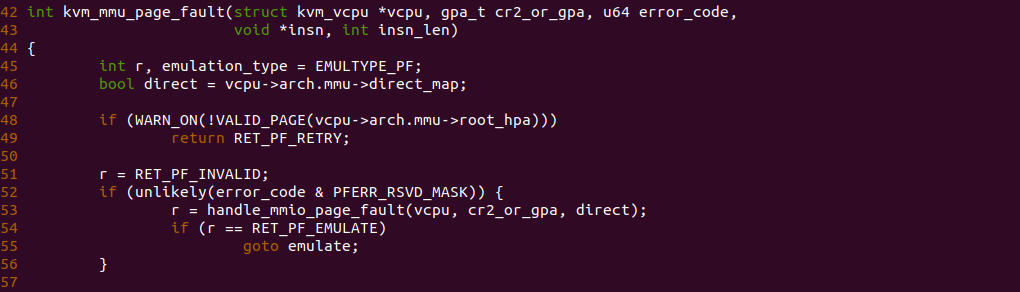 42 int kvm_mmu_page_fault(struct kvm_vcpu *vcpu, gpa_t cr2_or_gpa, u64 error_code,
43                        void *insn, int insn_len)
44 {
45         int r, emulation_type = EMULTYPE_PF;
46         bool direct = vcpu->arch.mmu->direct_map;
47
48         if (WARN_ON(!VALID_PAGE(vcpu->arch.mmu->root_hpa)))
49                 return RET_PF_RETRY;
50
51         r = RET_PF_INVALID;
52         if (unlikely(error_code & PFERR_RSVD_MASK)) {
53                 r = handle_mmio_page_fault(vcpu, cr2_or_gpa, direct);
54                 if (r == RET_PF_EMULATE)
55                         goto emulate;
56         }
57